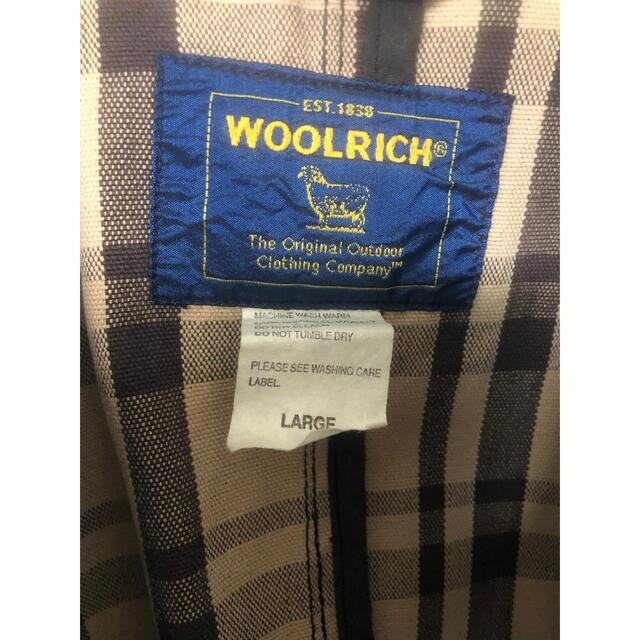 EST. 1838
WOOLRICH®
The Original Outdoor
Clothing Company™
MACHINE WASH WARM
DO NOT TUMBLE DRY
PLEASE SEE WASHING CARE
LABEL.
LARGE